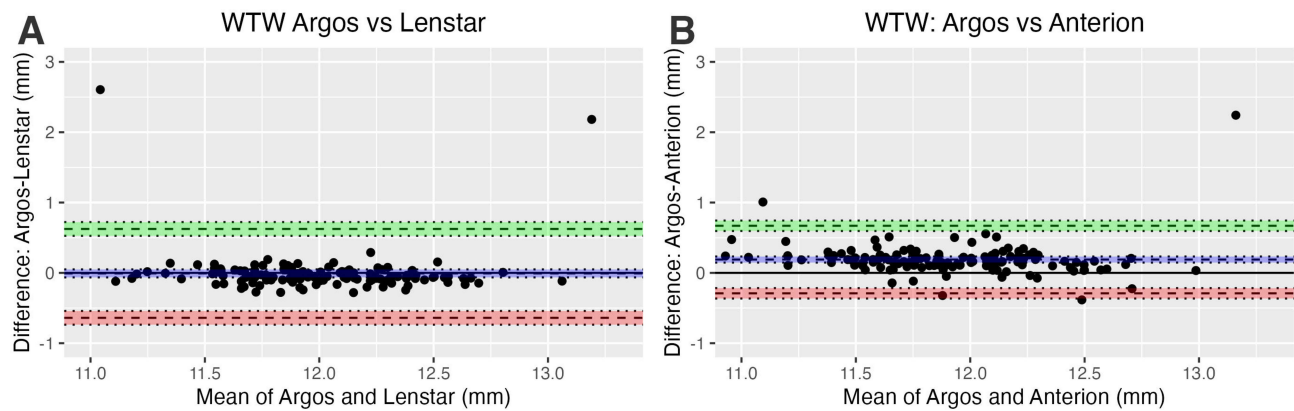 A
WTW Argos vs Lenstar
Difference: Argos-Lenstar (mm)
3
2
1
0
-1
11.0 11.5 12.0 12.5 13.0
Mean of Argos and Lenstar (mm)
B
WTW: Argos vs Anterion
Difference: Argos-Anterion (mm)
3
2
1
0
-1
11.0 11.5 12.0 12.5 13.0
Mean of Argos and Anterion (mm)